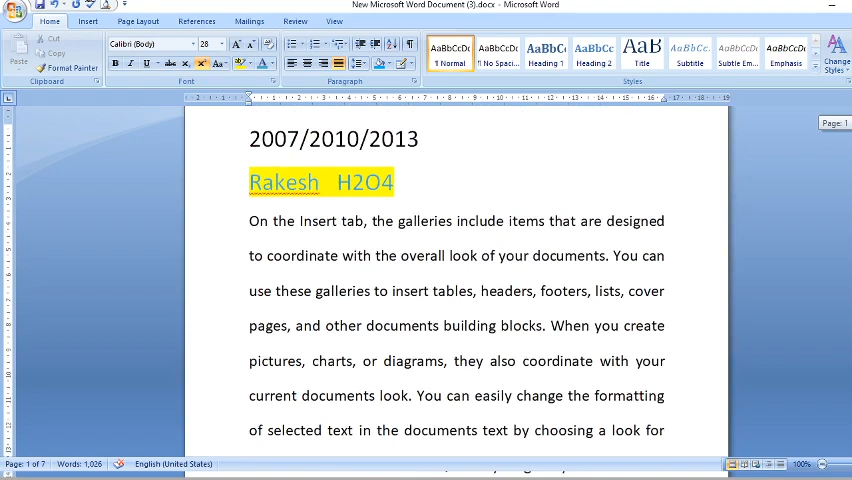 New Microsoft Word Document (3).docx - Microsoft Word
Home Insert Page Layout References Mailings Review View
Cut
Copy
Paste
Format Painter
Clipboard
Calibri (Body) 28
Font
Paragraph
AaBbCcDc AaBbCcDc AaBbCc AaBbCc AaB AaBbCcl AaBbCcDc AaBbCcDc
¶ Normal ¶ No Spaci... Heading 1 Heading 2 Title Subtitle Subtle Em... Emphasis
Styles
Change
Styles
Page: 1
2007/2010/2013
Rakesh H2O4
On the Insert tab, the galleries include items that are designed
to coordinate with the overall look of your documents. You can
use these galleries to insert tables, headers, footers, lists, cover
pages, and other documents building blocks. When you create
pictures, charts, or diagrams, they also coordinate with your
current documents look. You can easily change the formatting
of selected text in the documents text by choosing a look for
Page: 1 of 7 Words: 1,026 English (United States) 100%